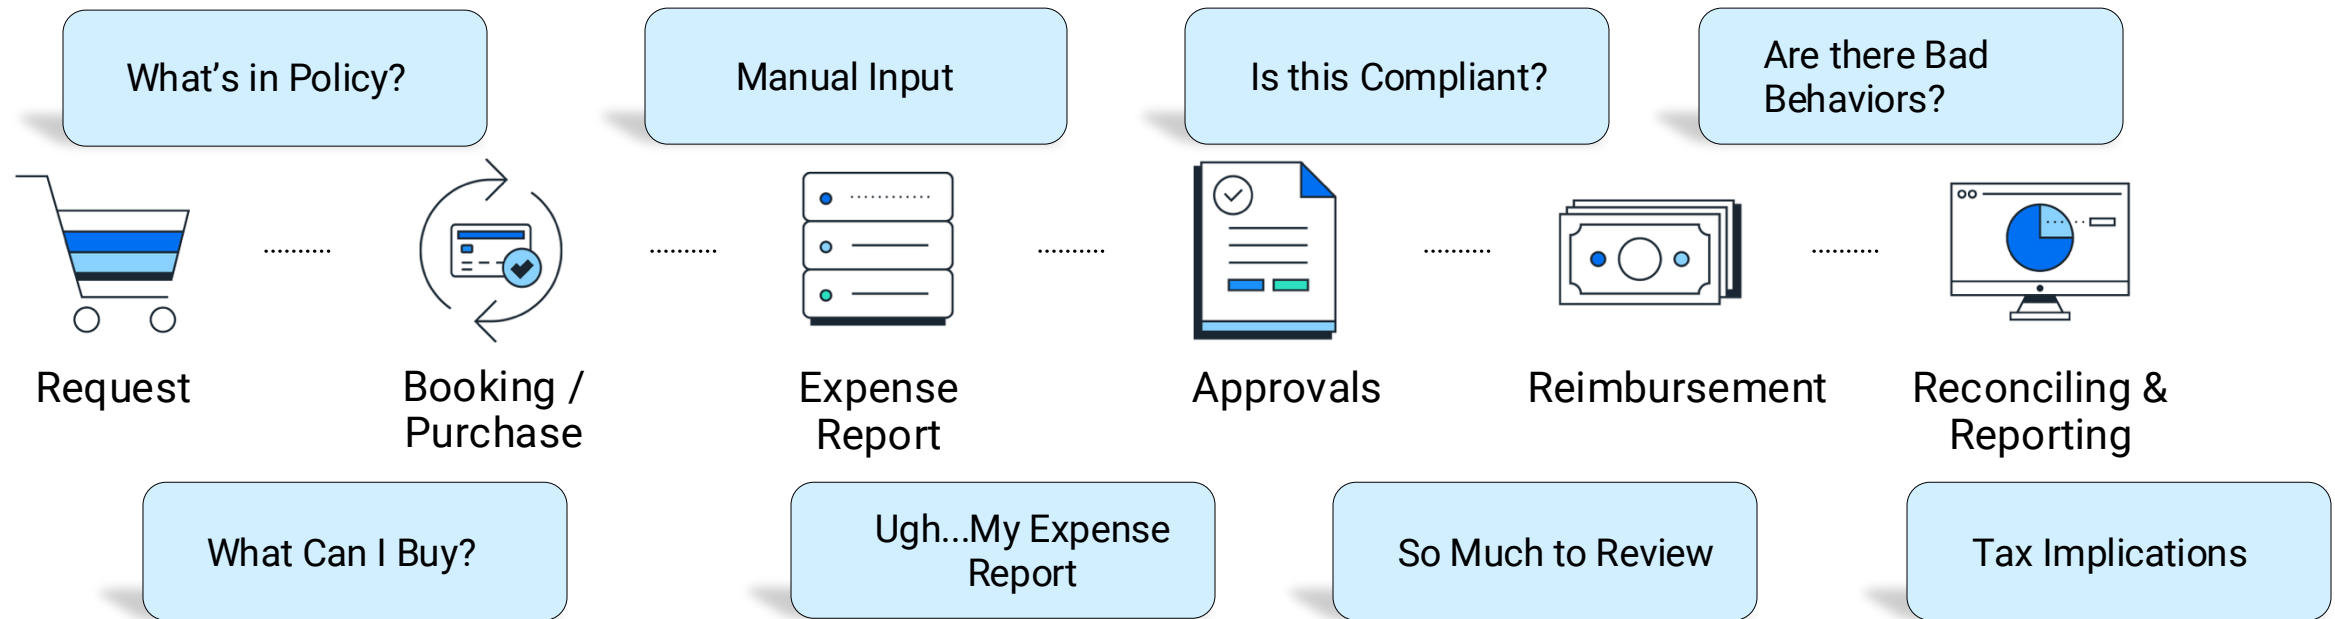 What’s in Policy?
Manual Input
Is this Compliant?
Are there Bad
Behaviors?
Request
Booking /
Purchase
Expense
Report
Approvals
Reimbursement
Reconciling &
Reporting
What Can I Buy?
Ugh...My Expense
Report
So Much to Review
Tax Implications